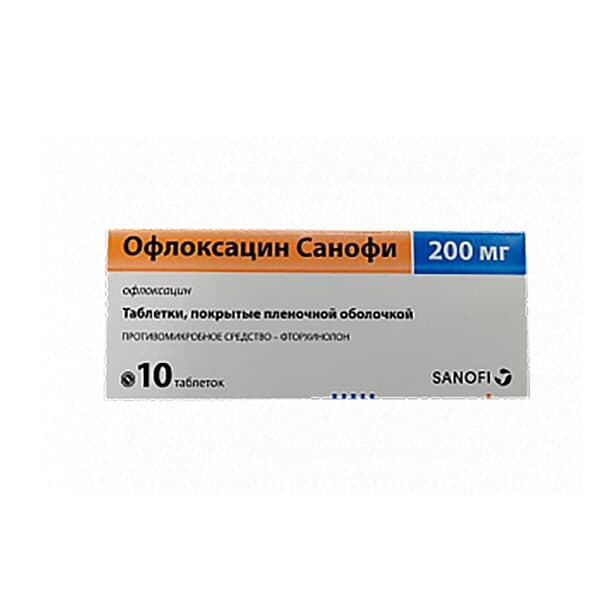 Офлоксацин Санофи 200 мг
офлоксацин
Таблетки, покрытые пленочной оболочкой
ПРОТИВОМИКРОБНОЕ СРЕДСТВО – ФТОРХИНОЛОН
10 таблеток
SANOFI